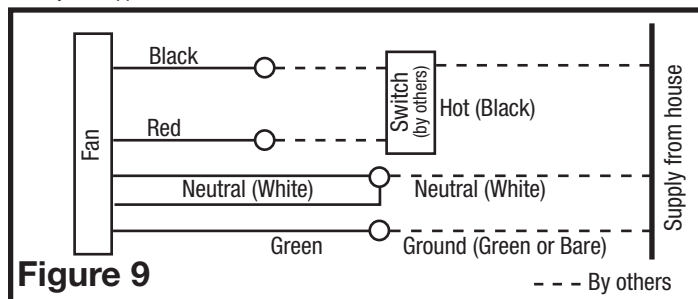 Black
Switch
(by others)
Hot (Black)
Red
Fan
Supply from house
Neutral (White)
Neutral (White)
Green
Ground (Green or Bare)
Figure 9
By others